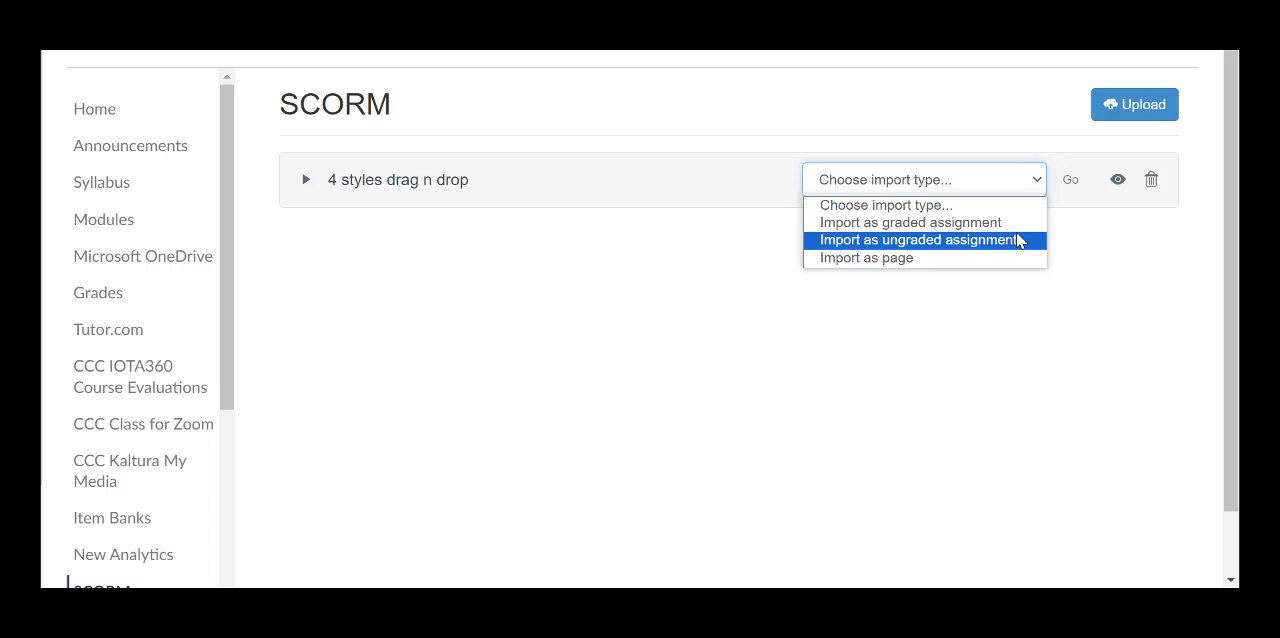 Home
Announcements
Syllabus
Modules
Microsoft OneDrive
Grades
Tutor.com
CCC IOTA360
Course Evaluations
CCC Class for Zoom
CCC Kaltura My
Media
Item Banks
New Analytics
SCORM
SCORM
Upload
4 styles drag n drop
Choose import type...
Go
Choose import type...
Import as graded assignment
Import as ungraded assignment
Import as page